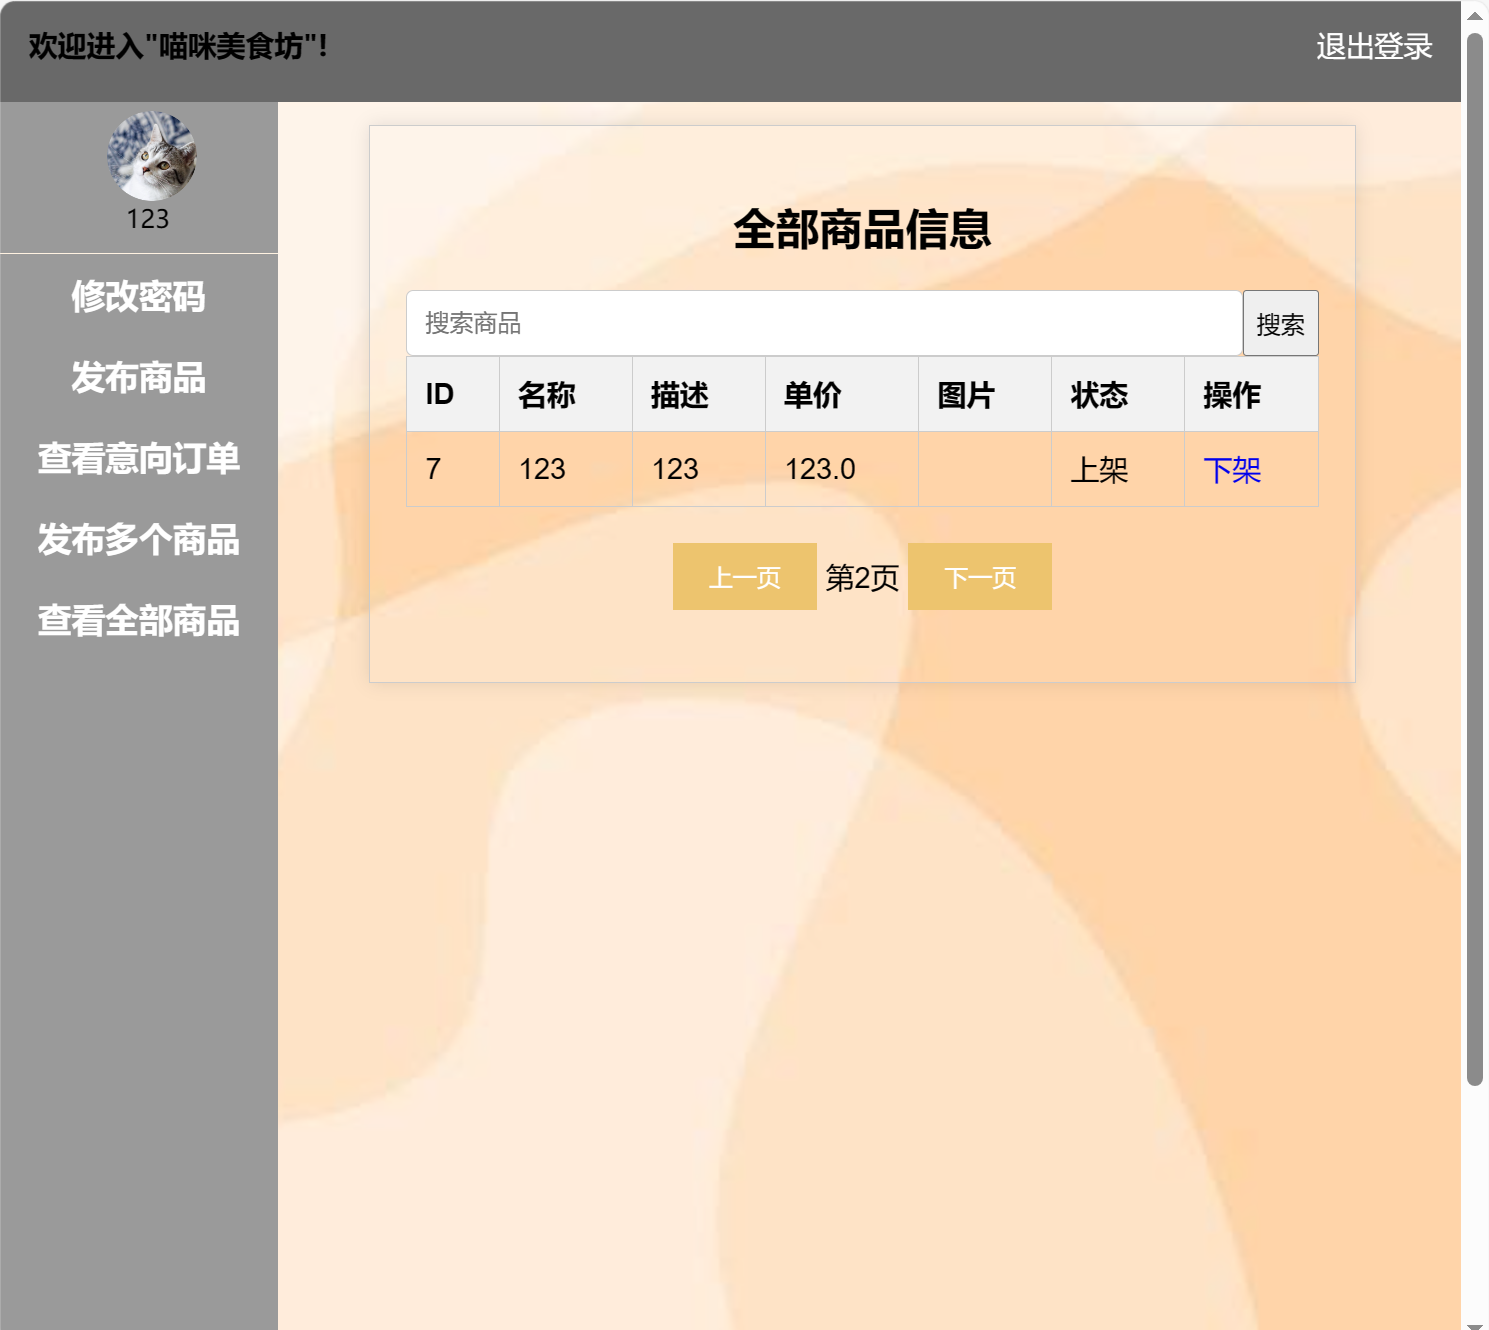 欢迎进入"喵咪美食坊"!
退出登录
123
修改密码
发布商品
查看意向订单
发布多个商品
查看全部商品
全部商品信息
搜索商品 搜索
ID 名称 描述 单价 图片 状态 操作
7 123 123 123.0 上架 下架
上一页 第2页 下一页